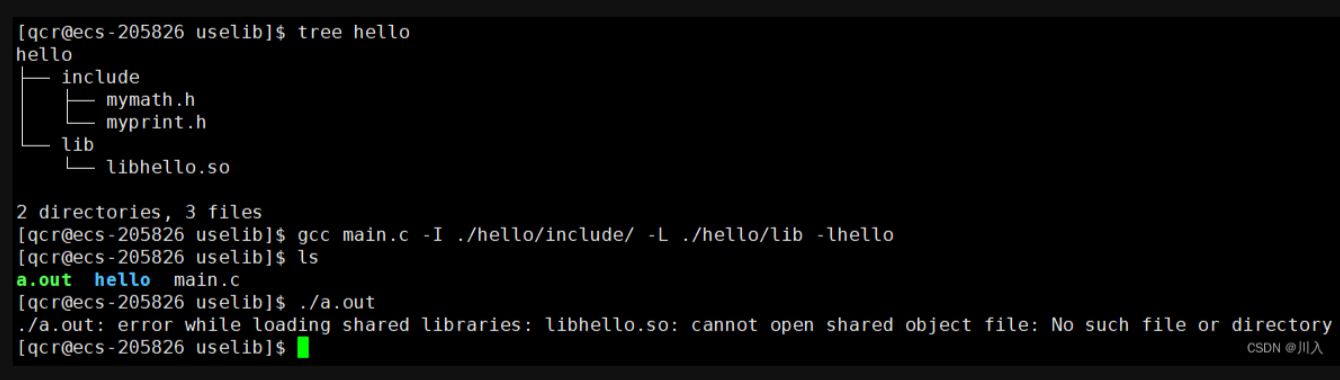 [qcr@ecs-205826 uselib]$ tree hello
hello
├── include
│   ├── mymath.h
│   └── myprint.h
└── lib
    └── libhello.so
2 directories, 3 files
[qcr@ecs-205826 uselib]$ gcc main.c -I ./hello/include/ -L ./hello/lib -lhello
[qcr@ecs-205826 uselib]$ ls
a.out  hello  main.c
[qcr@ecs-205826 uselib]$ ./a.out
./a.out: error while loading shared libraries: libhello.so: cannot open shared object file: No such file or directory
[qcr@ecs-205826 uselib]$
CSDN @川入